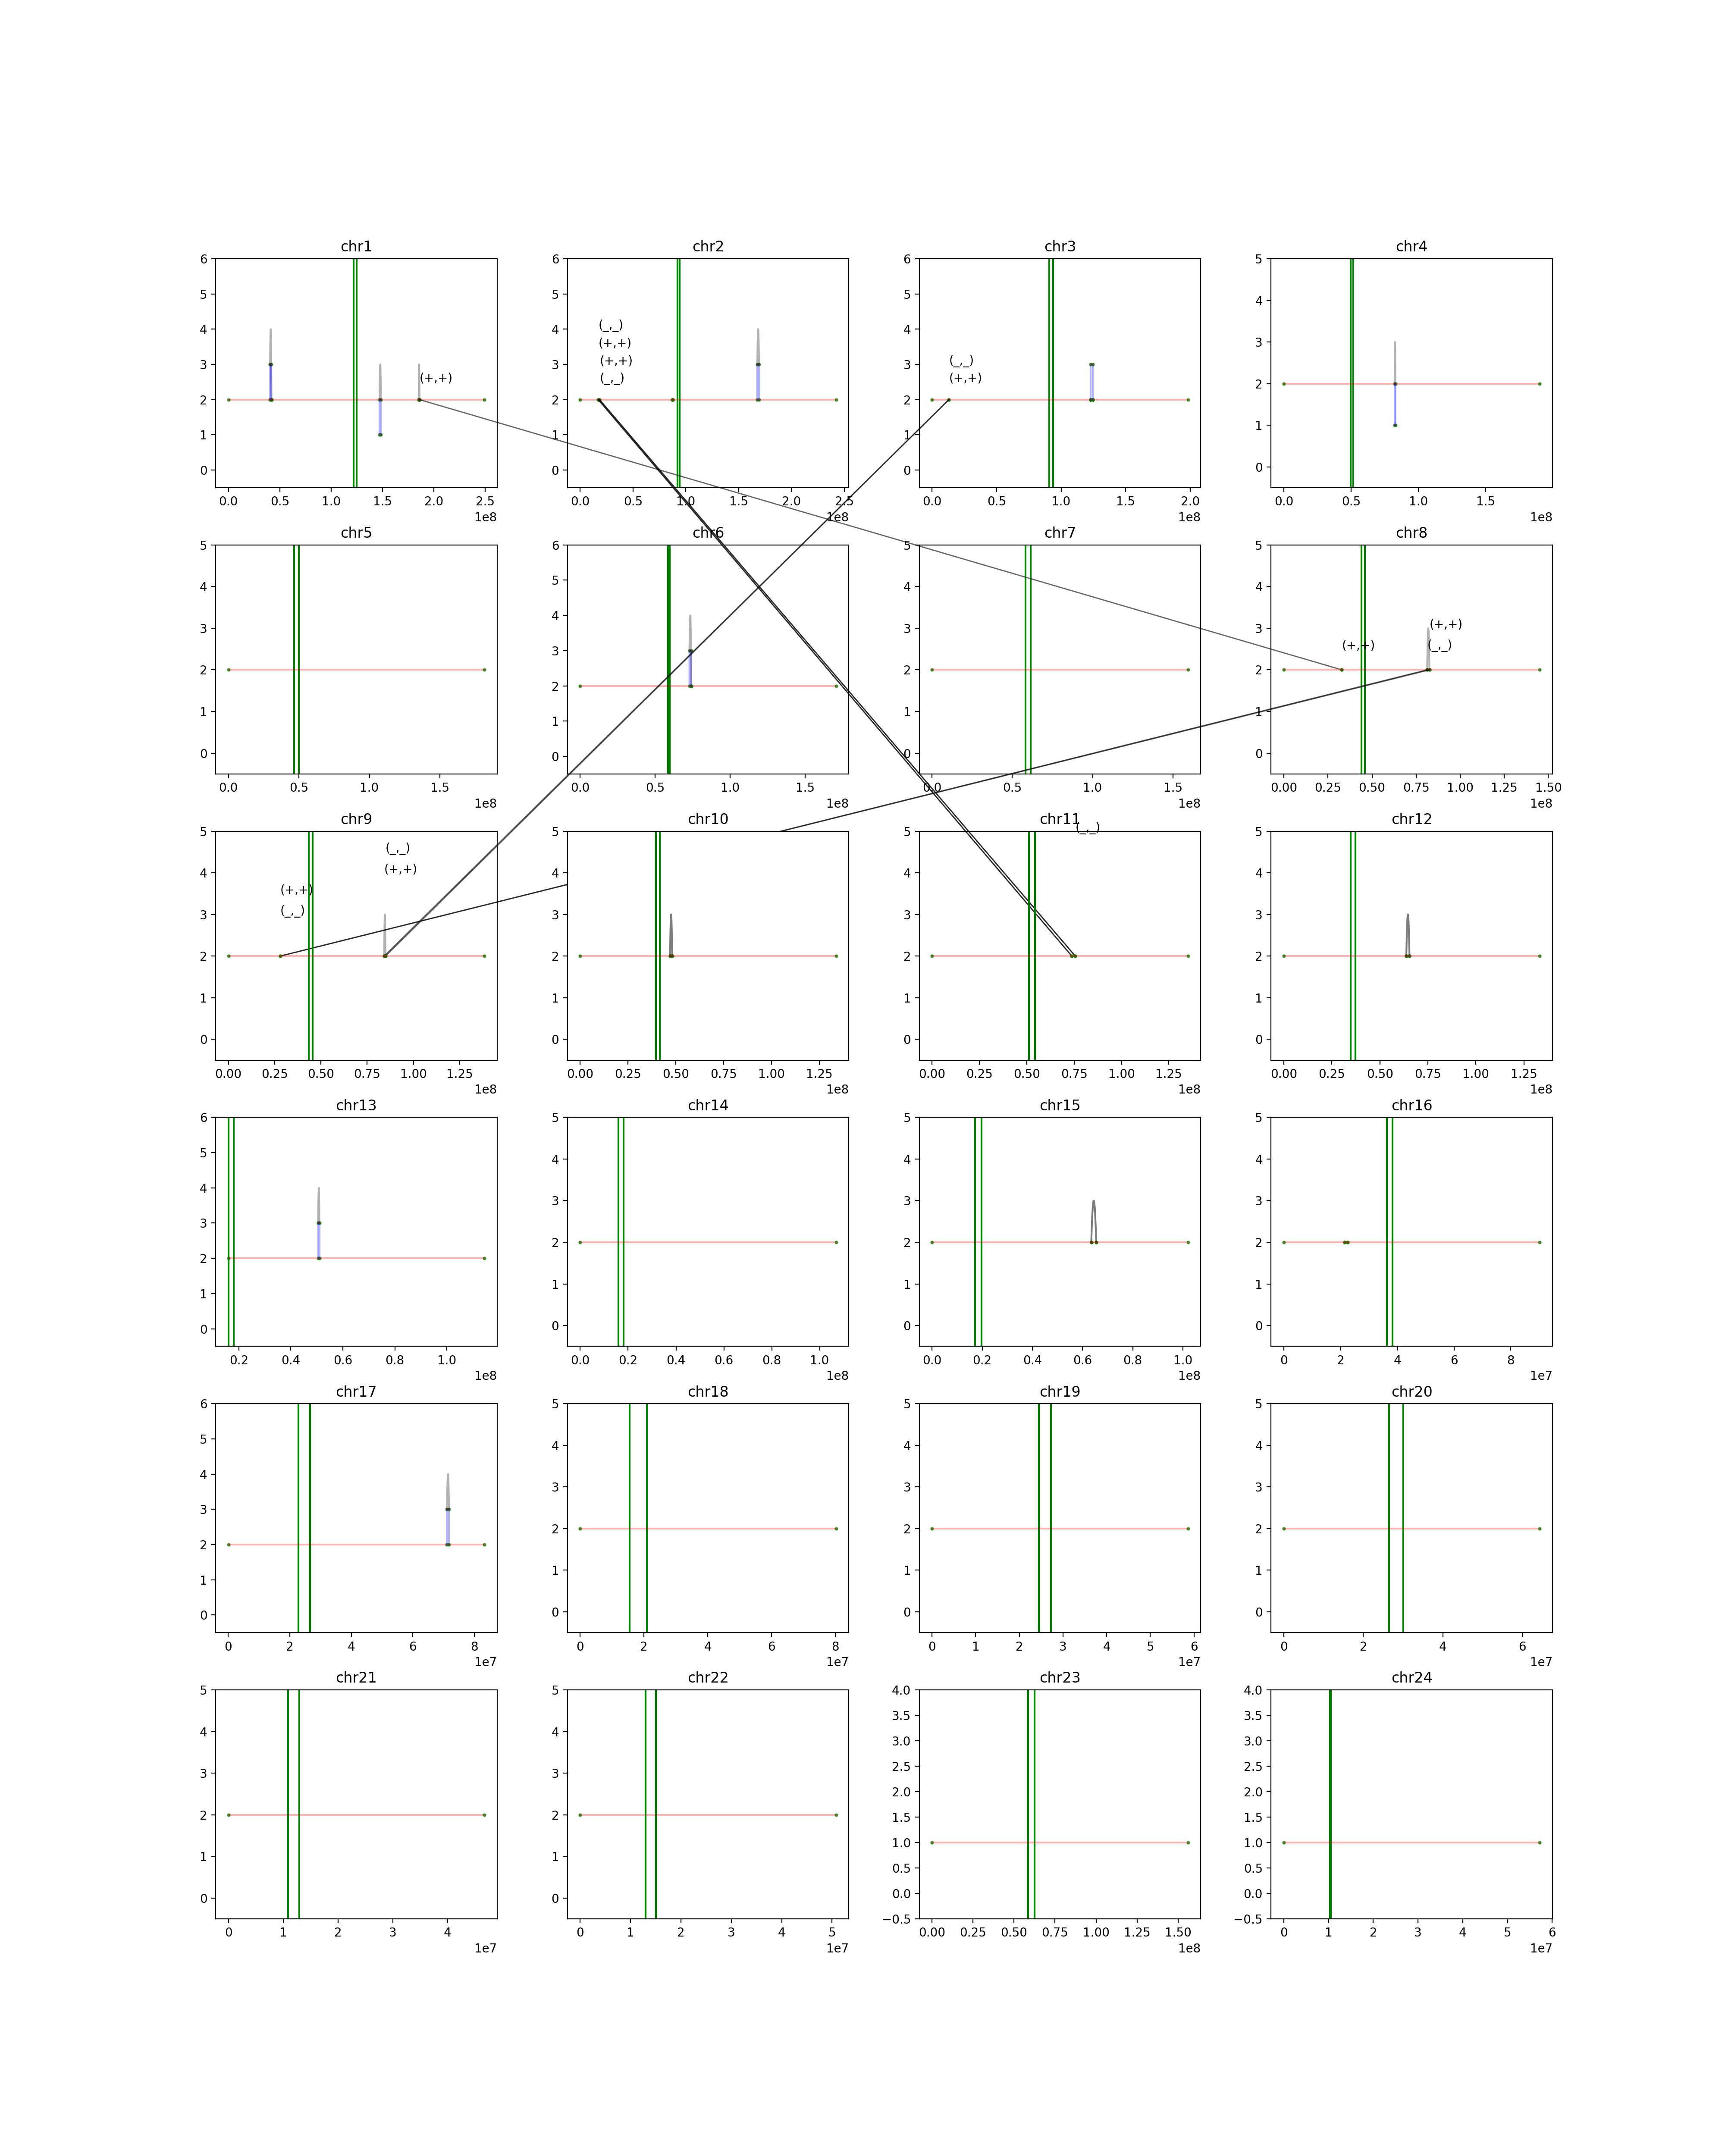 chr1 chr2 chr3 chr4
6 6 6 5
5 5 5 4
4 (_,_) 4 4
(+,+)
3 (+,+) 3 (_,_) 3 3
(+,+) (_,_) (+,+)
2 2 2 2
1 1 1 1
0 0 0 0
0.0 0.5 1.0 1.5 2.0 2.5 0.0 0.5 1.0 1.5 2.0 2.5 0.0 0.5 1.0 1.5 2.0 0.0 0.5 1.0 1.5
1e8 1e8 1e8 1e8
chr5 chr6 chr7 chr8
5 6 5 5
4 5 4 4
3 4 3 3 (+,+)
3 (+,+) (_,_)
2 2 2 2
1 1 1 1
0 0 0 0
0.0 0.5 1.0 1.5 0.0 0.5 1.0 1.5 0.0 0.5 1.0 1.5 0.00 0.25 0.50 0.75 1.00 1.25 1.50
1e8 1e8 1e8 1e8
chr9 chr10 chr11 chr12
5 5 5 (_,_) 5
(_,_)
4 (+,+) 4 4 4
(+,+)
3 (_,_) 3 3 3
2 2 2 2
1 1 1 1
0 0 0 0
0.00 0.25 0.50 0.75 1.00 1.25 0.00 0.25 0.50 0.75 1.00 1.25 0.00 0.25 0.50 0.75 1.00 1.25 0.00 0.25 0.50 0.75 1.00 1.25
1e8 1e8 1e8 1e8
chr13 chr14 chr15 chr16
6 5 5 5
5 4 4 4
4 3 3 3
3
2 2 2 2
1 1 1 1
0 0 0 0
0.2 0.4 0.6 0.8 1.0 0.0 0.2 0.4 0.6 0.8 1.0 0.0 0.2 0.4 0.6 0.8 1.0 0 2 4 6 8
1e8 1e8 1e8 1e7
chr17 chr18 chr19 chr20
6 5 5 5
5 4 4 4
4 3 3 3
3
2 2 2 2
1 1 1 1
0 0 0 0
0 2 4 6 8 0 2 4 6 8 0 1 2 3 4 5 6 0 2 4 6
1e7 1e7 1e7 1e7
chr21 chr22 chr23 chr24
5 5 4.0 4.0
4 4 3.5 3.5
3.0 3.0
3 3 2.5 2.5
2.0 2.0
2 2 1.5 1.5
1.0 1.0
1 1 0.5 0.5
0 0 0.0 0.0
−0.5 −0.5
0 1 2 3 4 0 1 2 3 4 5 0.00 0.25 0.50 0.75 1.00 1.25 1.50 0 1 2 3 4 5 6
1e7 1e7 1e8 1e7